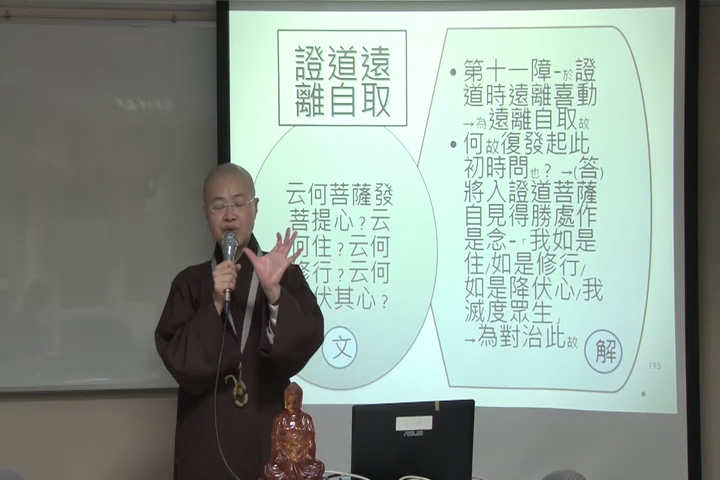 證道遠
離自取
云何菩薩發
菩提心？云
何住？云何
修行？云何
伏其心？
文
• 第十一障-於證
道時遠離喜動
→為遠離自取故
• 何故復發起此
初時問也？→(答)
將入證道菩薩
自見得勝處作
是念-「我如是
住/如是修行/
如是降伏心/我
滅度眾生」
→為對治此故
解
195
ASUS